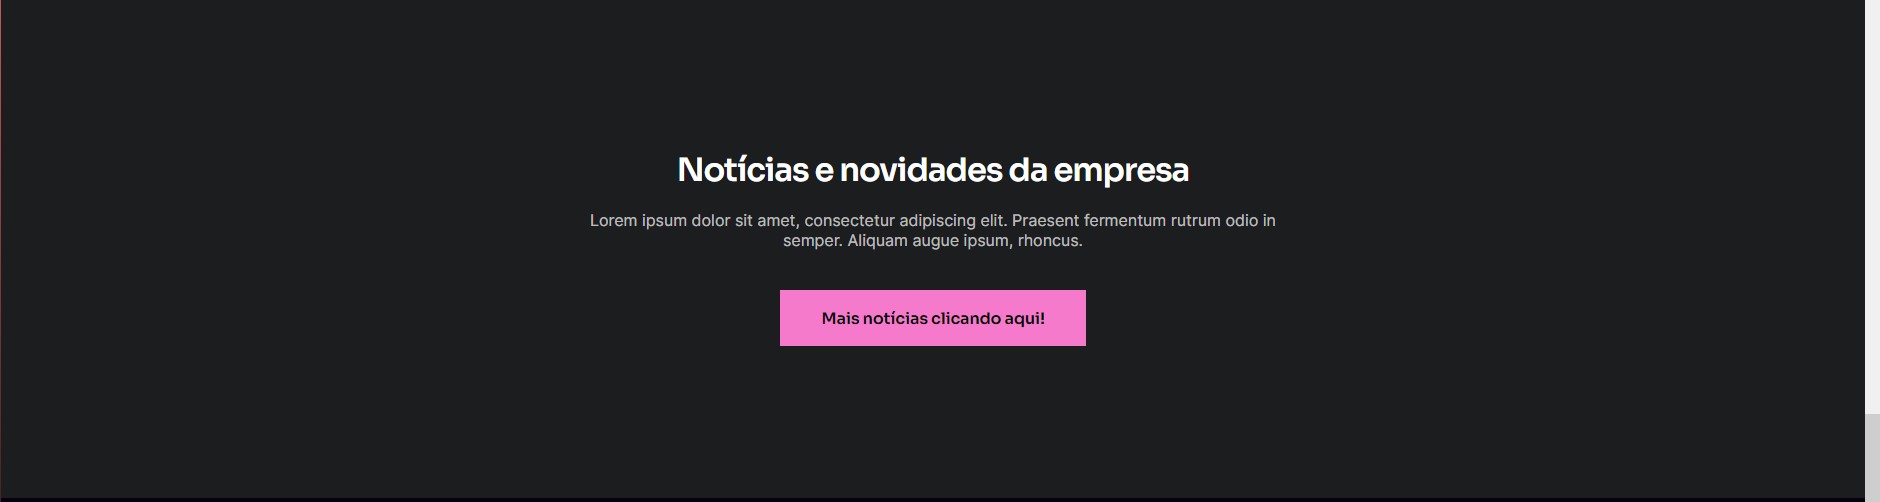 Notícias e novidades da empresa
Lorem ipsum dolor sit amet, consectetur adipiscing elit. Praesent fermentum rutrum odio in
semper. Aliquam augue ipsum, rhoncus.
Mais notícias clicando aqui!